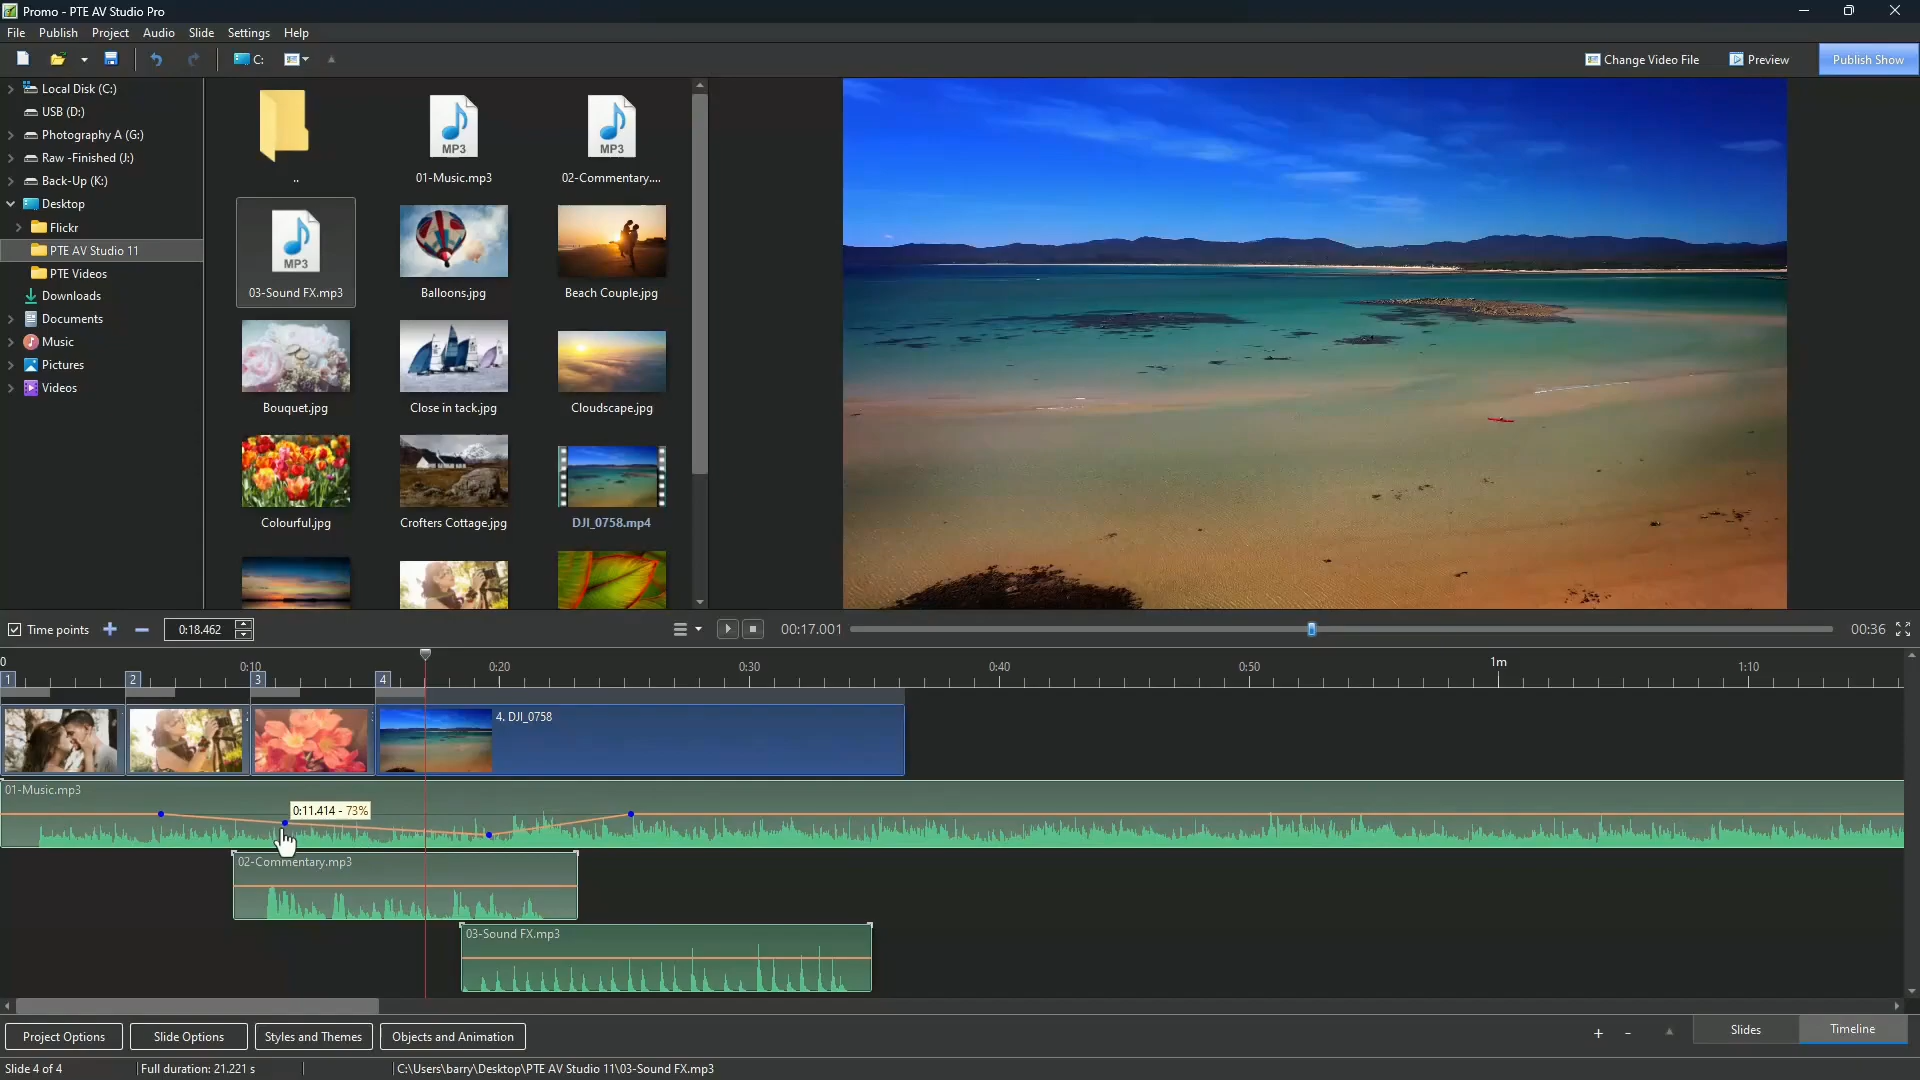 Promo - PTE AV Studio Pro
File Publish Project Audio Slide Settings Help
C: Change Video File Preview Publish Show
Local Disk (C:)
USB (D:)
Photography A (G:)
Raw -Finished (J:)
Back-Up (K:)
Desktop
Flickr
PTE AV Studio 11
PTE Videos
Downloads
Documents
Music
Pictures
Videos
MP3 MP3
.. 01-Music.mp3 02-Commentary....
MP3
03-Sound FX.mp3 Balloons.jpg Beach Couple.jpg
Bouquet.jpg Close in tack.jpg Cloudscape.jpg
Colourful.jpg Crofters Cottage.jpg DJI_0758.mp4
Time points 0:18.462 00:17.001 00:36
0 0:10 0:20 0:30 0:40 0:50 1m 1:10
1 2 3 4
4. DJI_0758
01-Music.mp3
0:11.414 - 73%
02-Commentary.mp3
03-Sound FX.mp3
Project Options Slide Options Styles and Themes Objects and Animation + - Slides Timeline
Slide 4 of 4 Full duration: 21.221 s C:\Users\barry\Desktop\PTE AV Studio 11\03-Sound FX.mp3